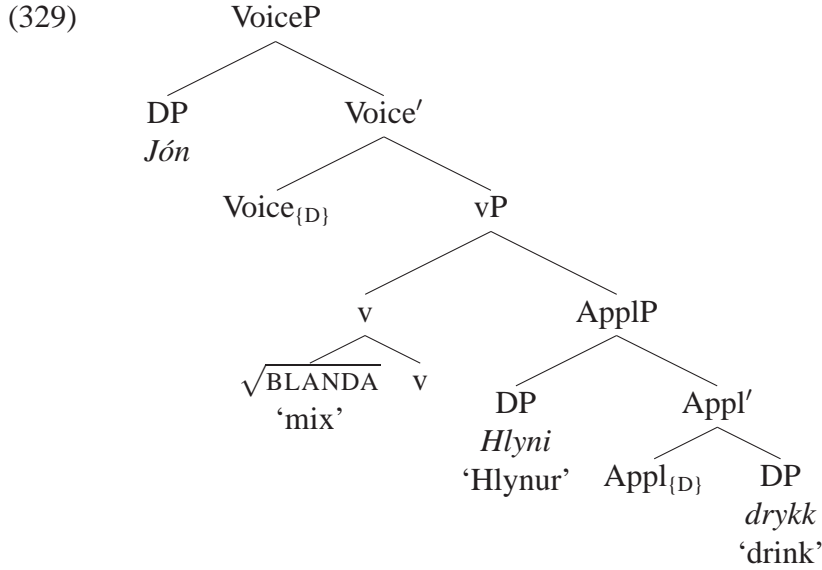 (329) VoiceP
DP Voice′
Jón
Voice{D} vP
v ApplP
√BLANDA v DP Appl′
‘mix’ Hlyni
‘Hlynur’ Appl{D} DP
drykk
‘drink’